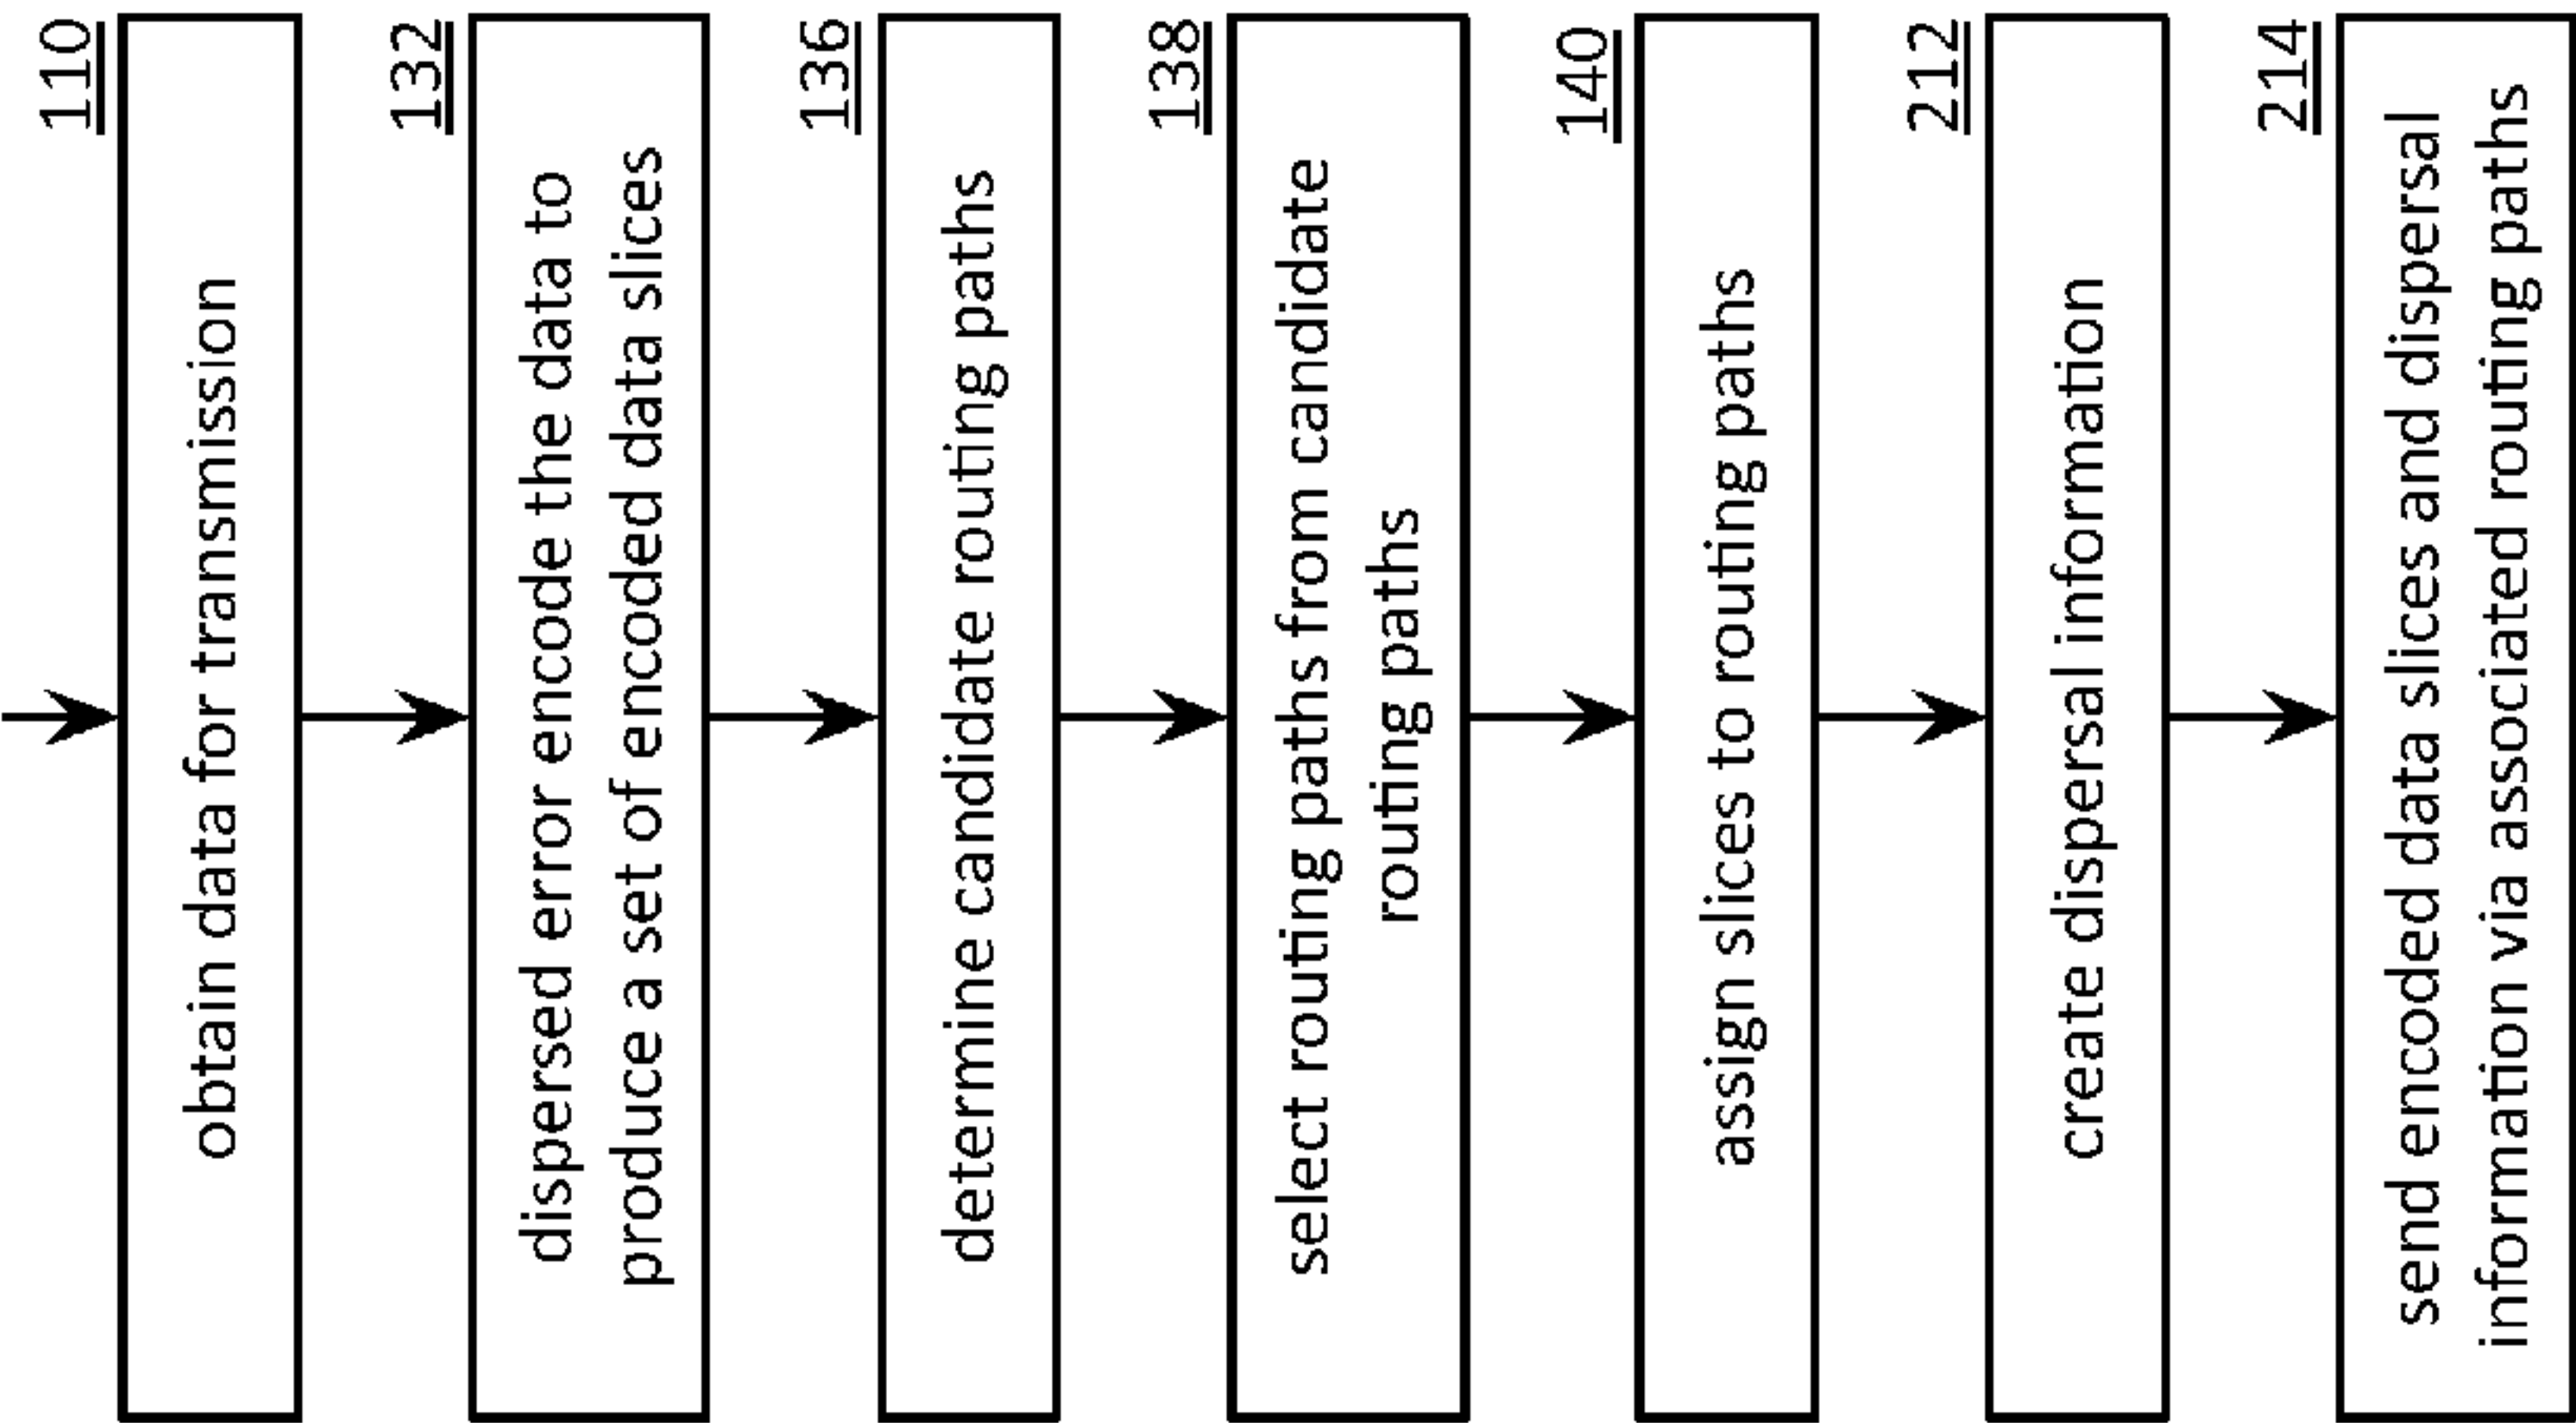 110
obtain data for transmission
132
dispersed error encode the data to
produce a set of encoded data slices
136
determine candidate routing paths
138
select routing paths from candidate
routing paths
140
assign slices to routing paths
212
create dispersal information
214
send encoded data slices and dispersal
information via associated routing paths